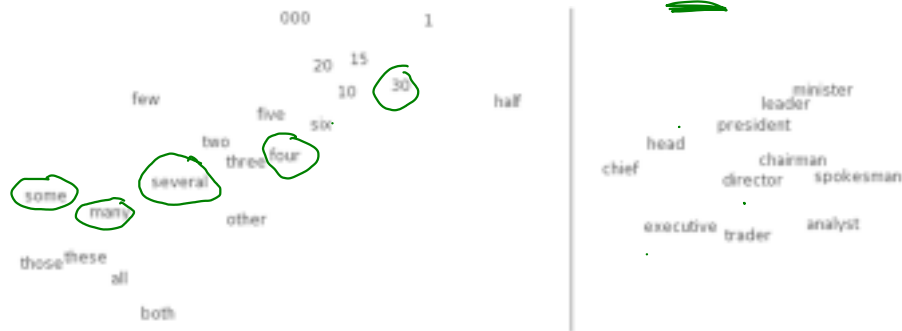 000 1
20 15
10 30
few five half
six
two
three four
several
some
many
other
those these
all
both
minister
leader
president
head
chairman
chief
director spokesman
executive analyst
trader